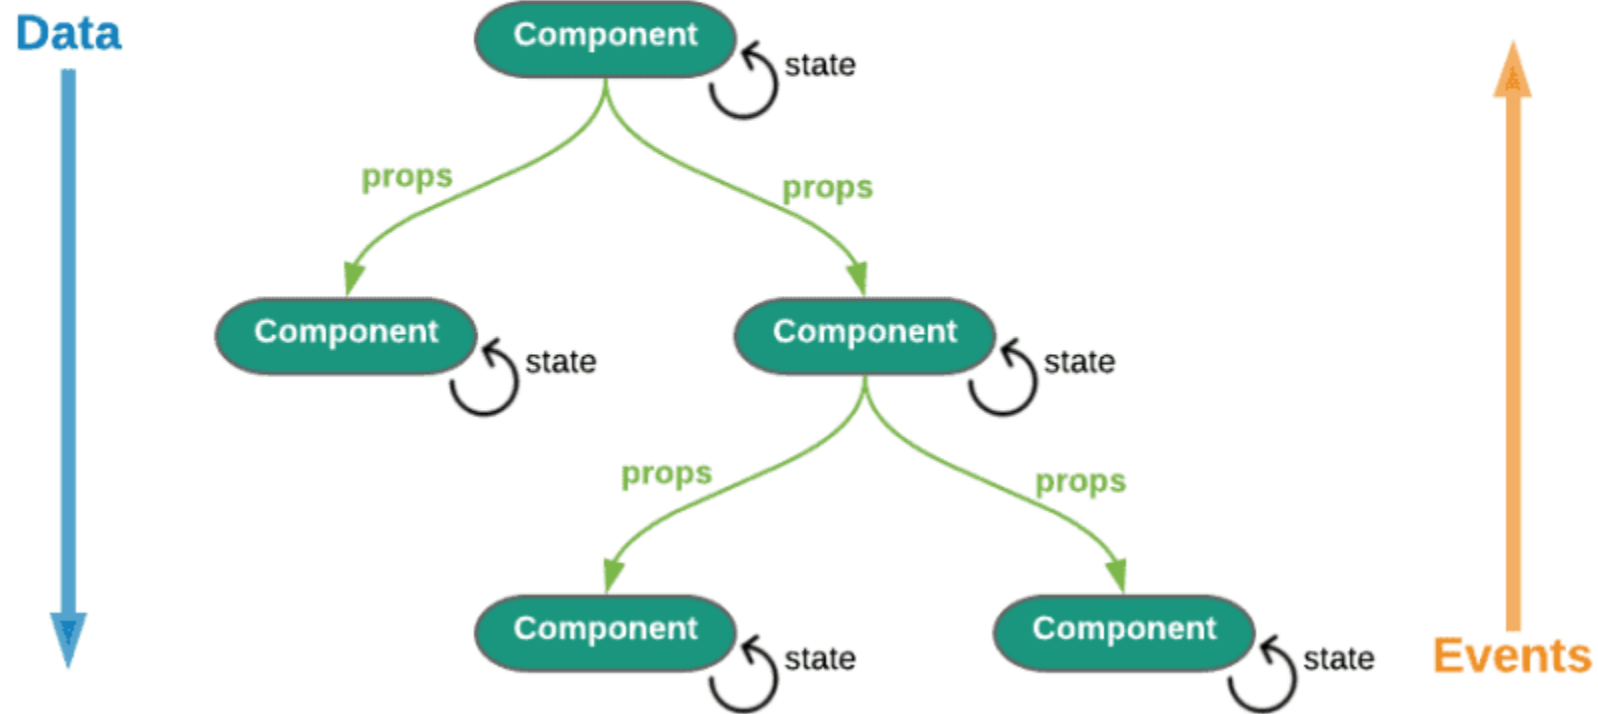 Data
Component
state
props
props
Component
state
Component
state
props
props
Component
state
Component
state
Events